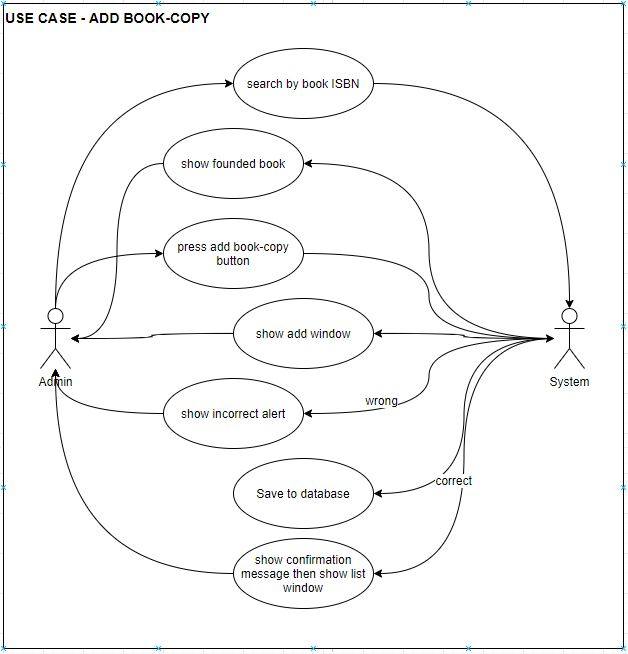 USE CASE - ADD BOOK-COPY
search by book ISBN
show founded book
press add book-copy
button
show add window
Admin
System
show incorrect alert
wrong
correct
Save to database
show confirmation
message then show list
window